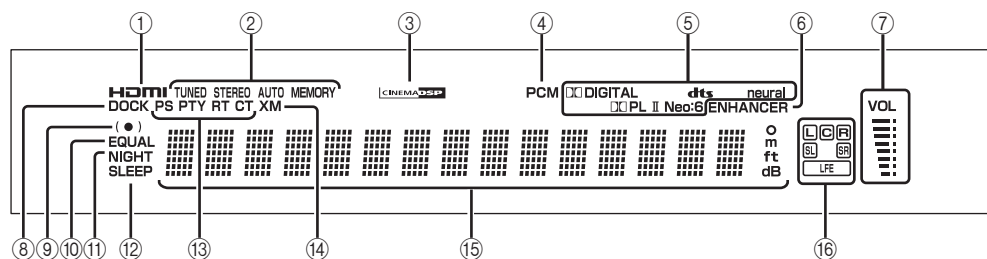 ① ② ③ ④ ⑤ ⑥ ⑦
HDMI TUNED STEREO AUTO MEMORY CINEMA DSP PCM DIGITAL dts neural VOL
DOCK PS PTY RT CT XM PL II Neo:6 ENHANCER
L C R
EQUAL
NIGHT
SLEEP
o
m
ft
dB
SL SR
LFE
⑧ ⑨ ⑩ ⑪ ⑫ ⑬ ⑭ ⑮ ⑯